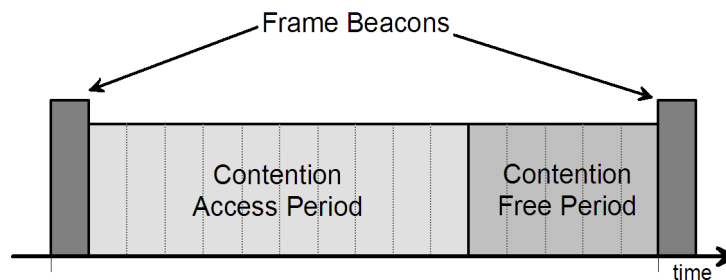 Frame Beacons
Contention
Access Period
Contention
Free Period
time